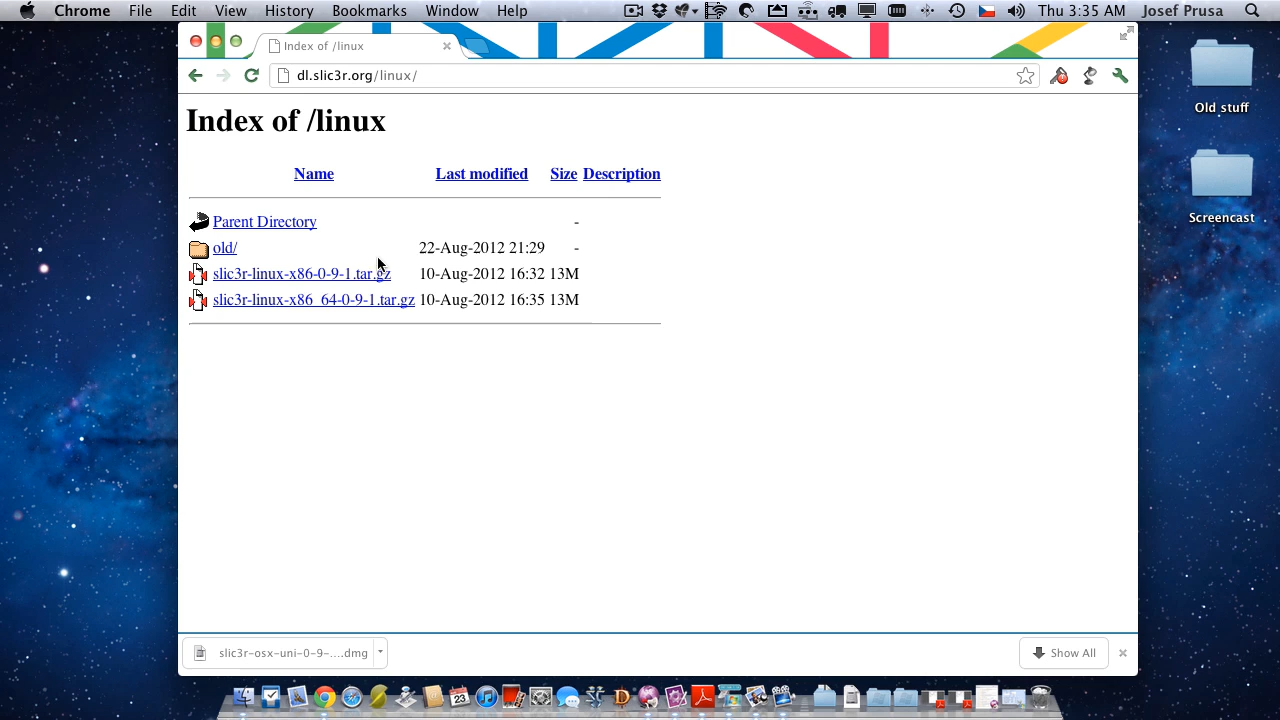 Chrome File Edit View History Bookmarks Window Help Thu 3:35 AM Josef Prusa
Index of /linux
dl.slic3r.org/linux/
Old stuff
Screencast
Index of /linux
Name Last modified Size Description
Parent Directory -
old/ 22-Aug-2012 21:29 -
slic3r-linux-x86-0-9-1.tar.gz 10-Aug-2012 16:32 13M
slic3r-linux-x86_64-0-9-1.tar.gz 10-Aug-2012 16:35 13M
slic3r-osx-uni-0-9-....dmg
Show All